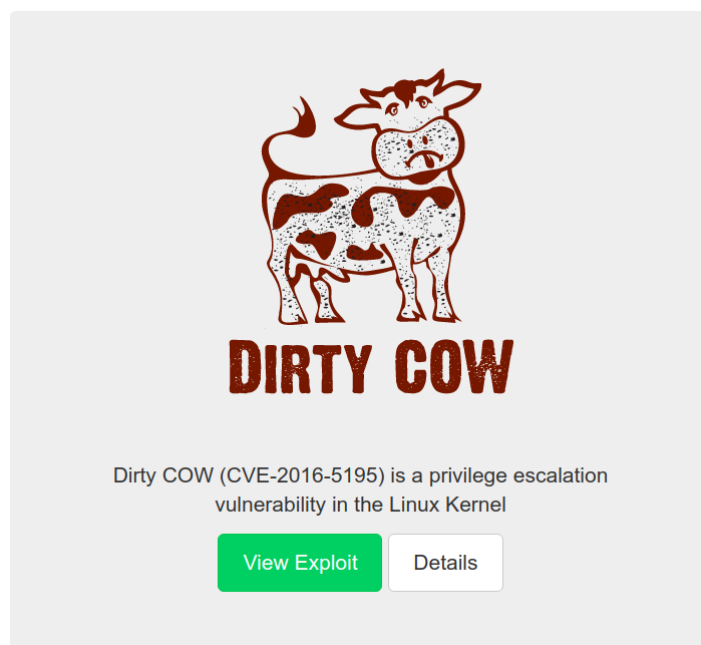 DIRTY COW
Dirty COW (CVE-2016-5195) is a privilege escalation
vulnerability in the Linux Kernel
View Exploit
Details